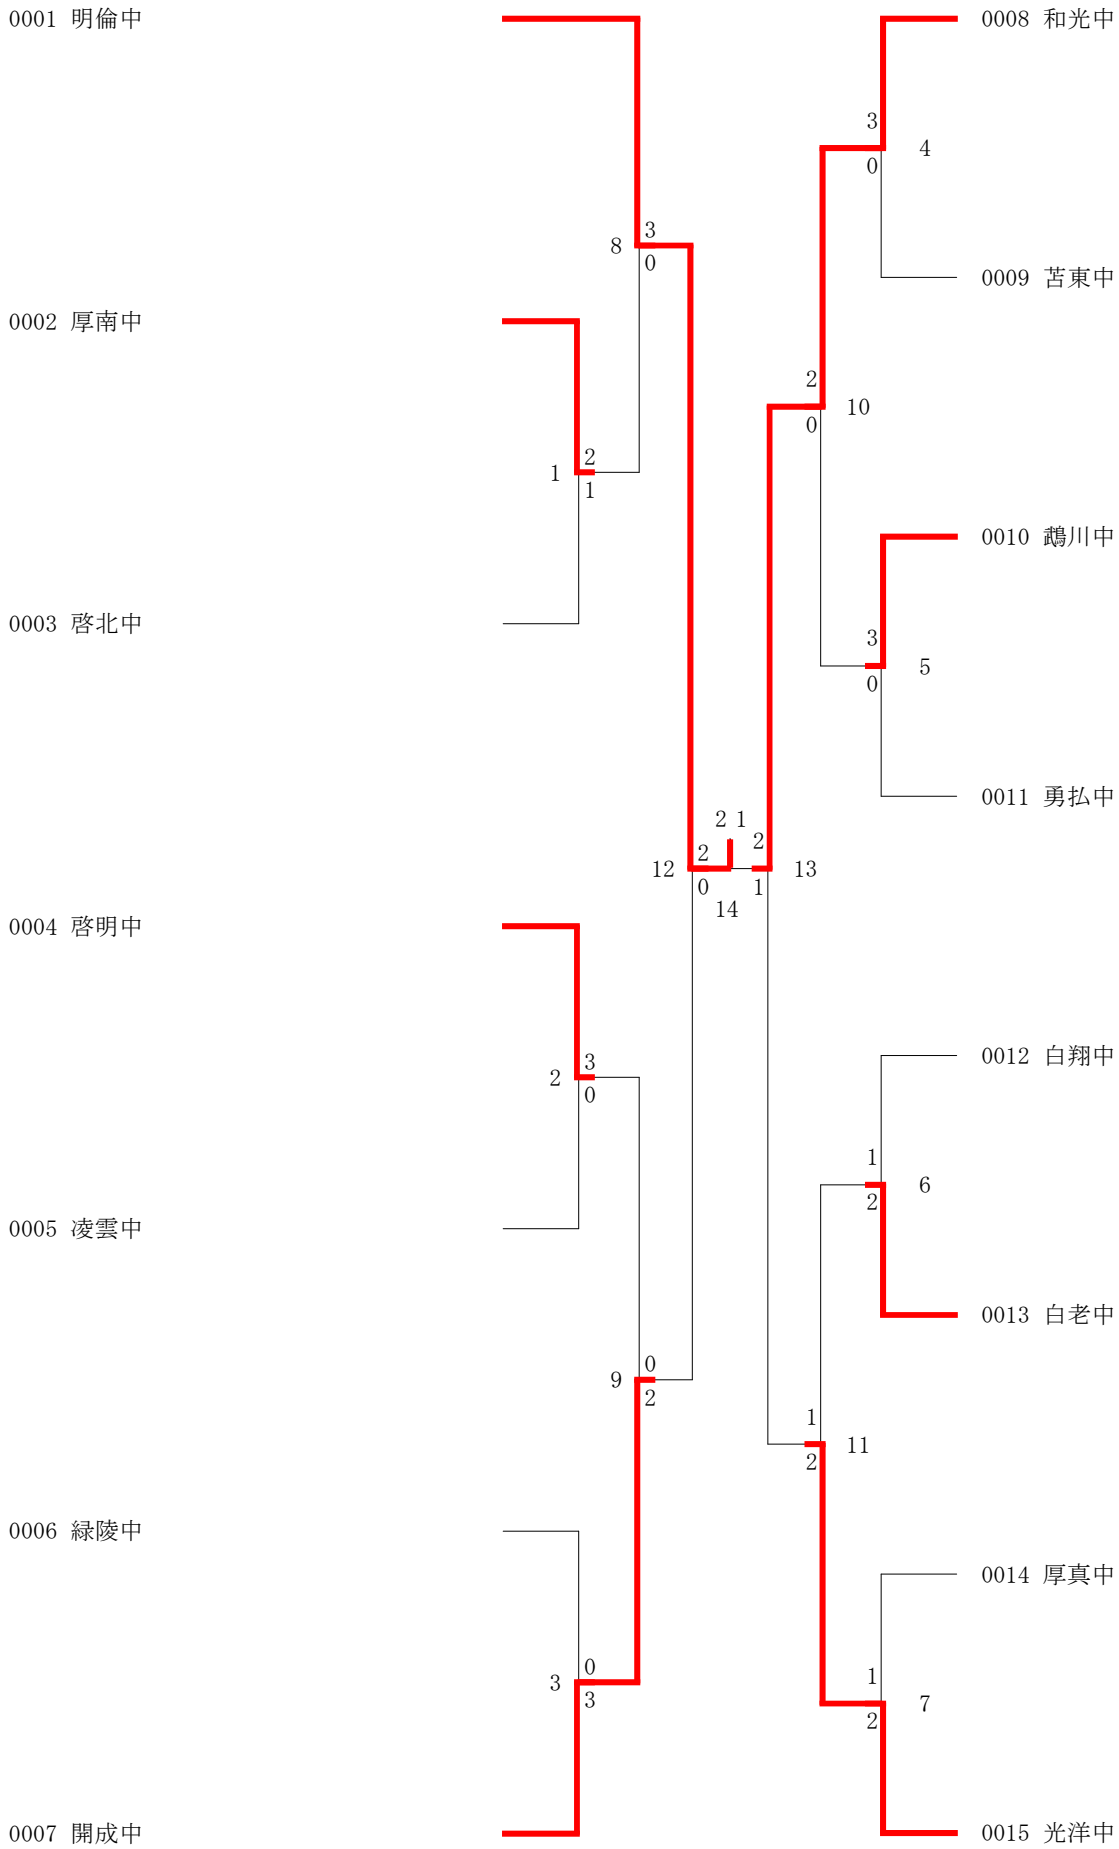 0001 明倫中
0008 和光中
3
4
0
3
8
0
0009 苫東中
0002 厚南中
2
10
0
2
1
1
0010 鵡川中
0003 啓北中
3
5
0
0011 勇払中
2 1
2
2
12
13
0
1
14
0004 啓明中
0012 白翔中
3
2
0
1
6
2
0005 凌雲中
0013 白老中
0
9
2
1
11
2
0006 緑陵中
0014 厚真中
0
3
3
1
7
2
0007 開成中
0015 光洋中